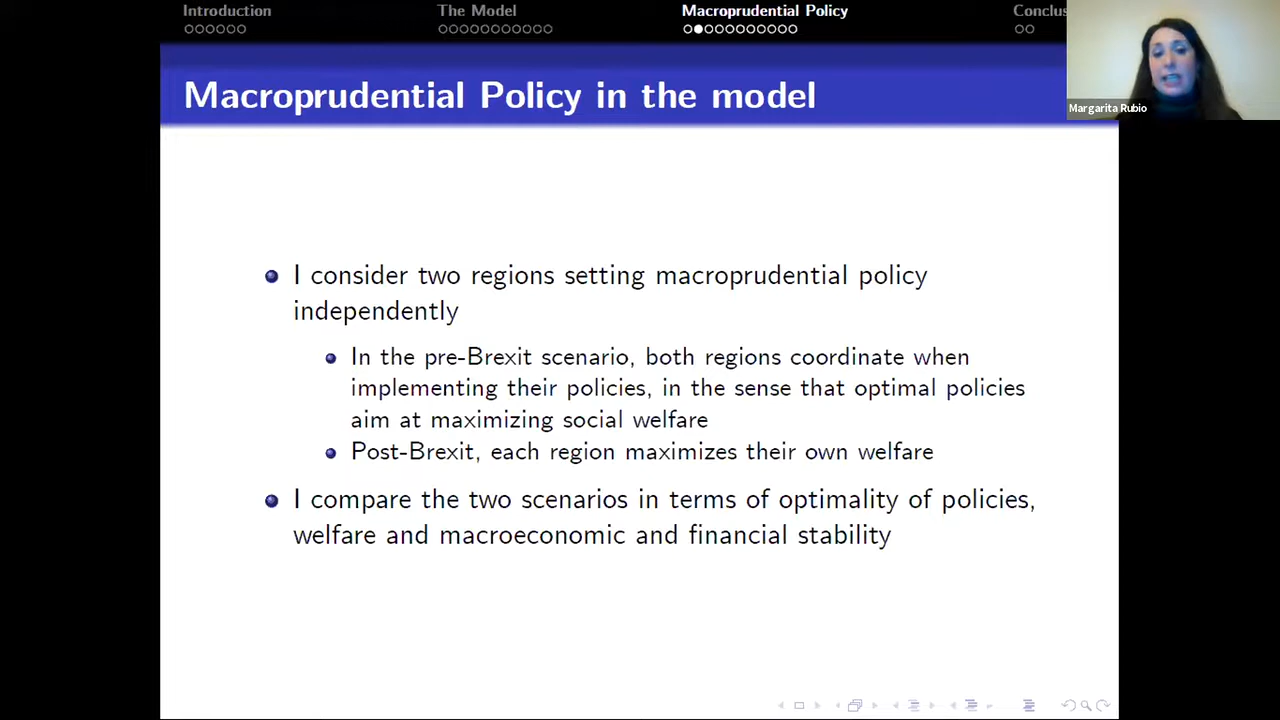 Introduction
The Model
Macroprudential Policy
Conclus
Margarita Rubio
Macroprudential Policy in the model
I consider two regions setting macroprudential policy
independently
In the pre-Brexit scenario, both regions coordinate when
implementing their policies, in the sense that optimal policies
aim at maximizing social welfare
Post-Brexit, each region maximizes their own welfare
I compare the two scenarios in terms of optimality of policies,
welfare and macroeconomic and financial stability